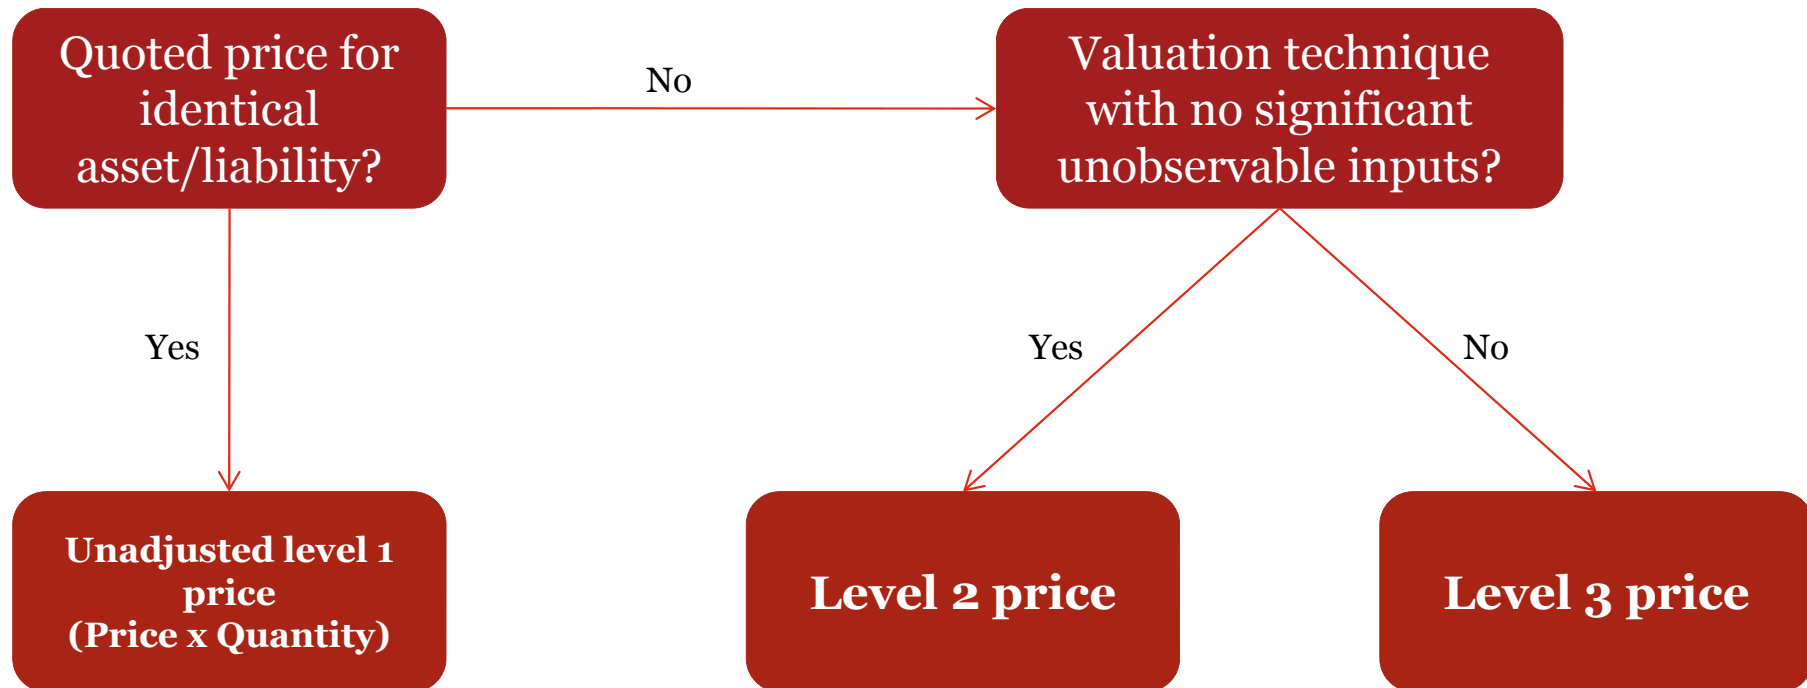 Quoted price for
identical
asset/liability?
No
Valuation technique
with no significant
unobservable inputs?
Yes
Yes
No
Unadjusted level 1
price
(Price x Quantity)
Level 2 price
Level 3 price